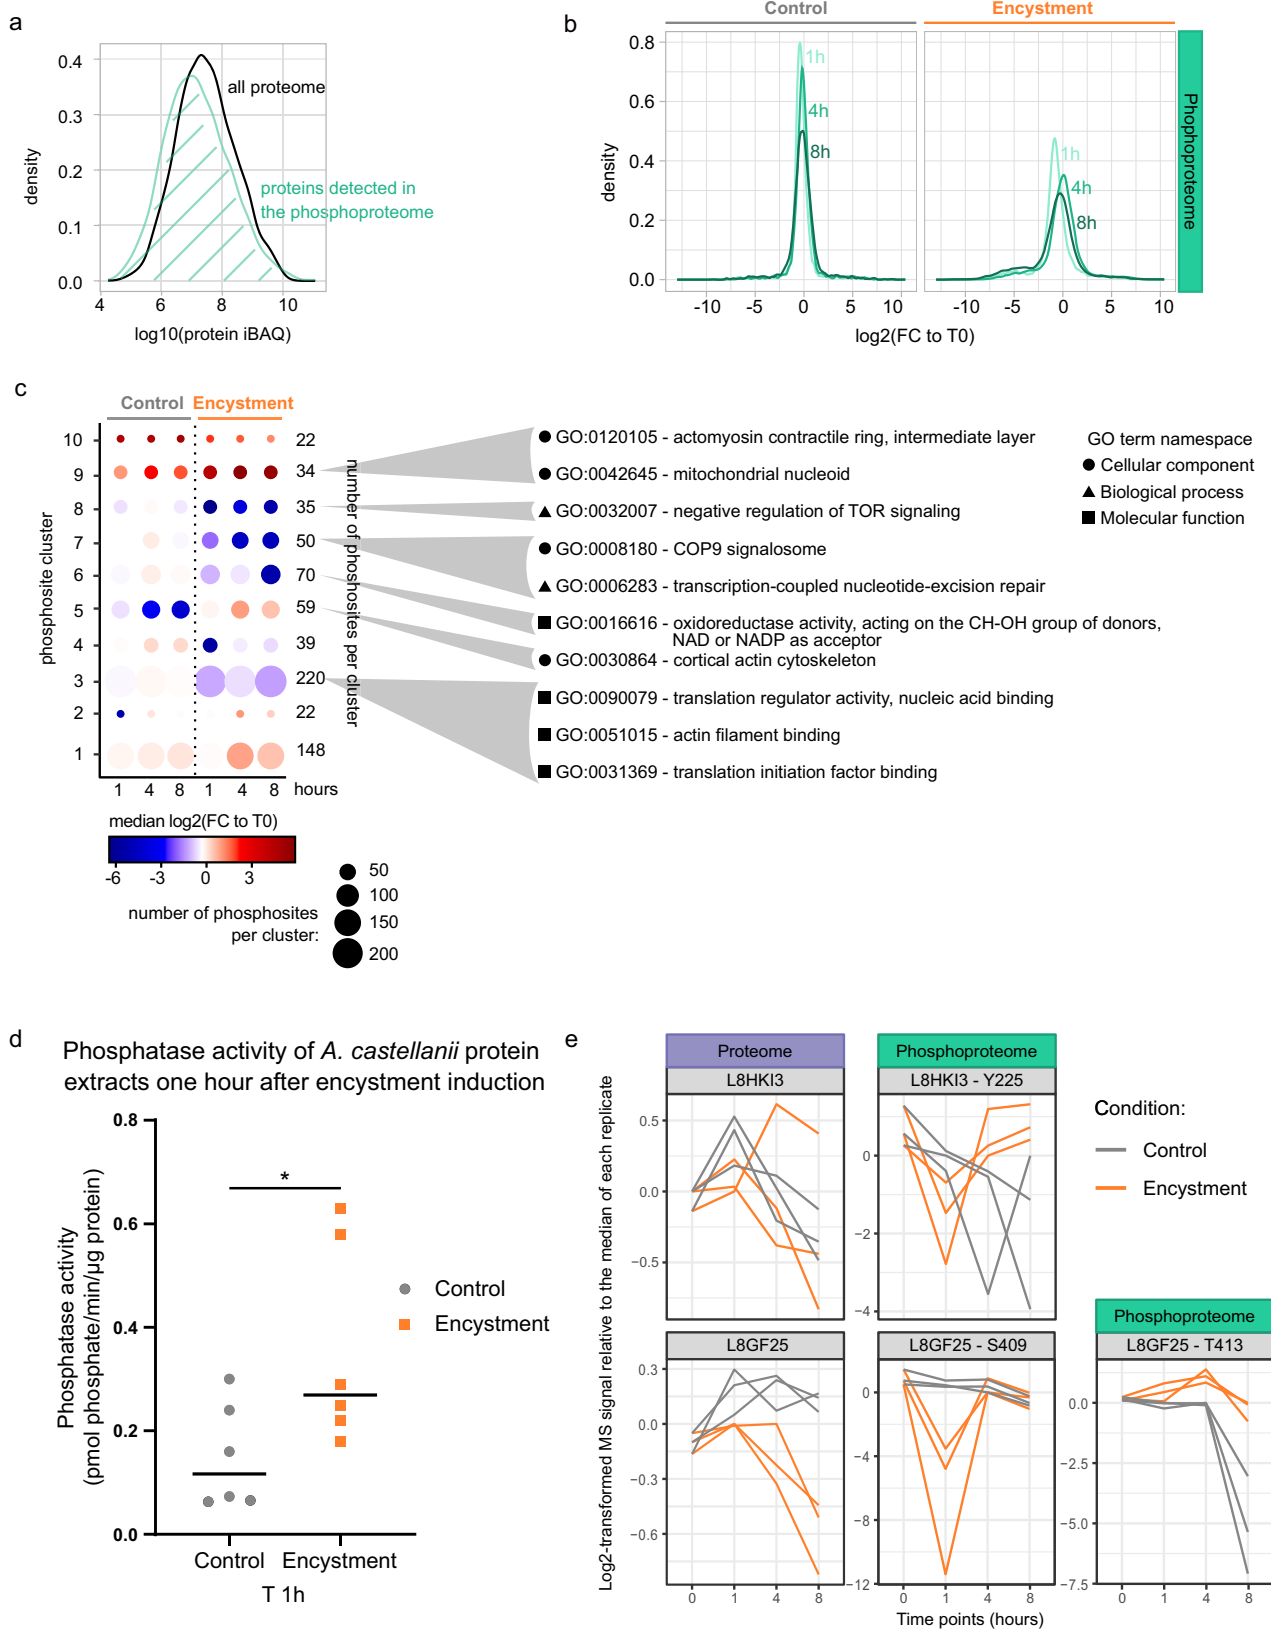 a
0.4
0.3
0.2
0.1
0.0
density
all proteome
proteins detected in
the phosphoproteome
4 6 8 10
log10(protein iBAQ)
b
Control
Encystment
0.8
0.6
0.4
0.2
0.0
density
1h
4h
8h
1h
4h
8h
-10 -5 0 5 10
-10 -5 0 5 10
log2(FC to T0)
Phophoproteome
c
Control Encystment
phosphosite cluster
10 22
9 34
8 35
7 50
6 70
5 59
4 39
3 220
2 22
1 148
1 4 8 1 4 8 hours
number of phoshosites per cluster
GO:0120105 - actomyosin contractile ring, intermediate layer
GO:0042645 - mitochondrial nucleoid
GO:0032007 - negative regulation of TOR signaling
GO:0008180 - COP9 signalosome
GO:0006283 - transcription-coupled nucleotide-excision repair
GO:0016616 - oxidoreductase activity, acting on the CH-OH group of donors,
NAD or NADP as acceptor
GO:0030864 - cortical actin cytoskeleton
GO:0090079 - translation regulator activity, nucleic acid binding
GO:0051015 - actin filament binding
GO:0031369 - translation initiation factor binding
GO term namespace
Cellular component
Biological process
Molecular function
median log2(FC to T0)
-6 -3 0 3
number of phosphosites
per cluster:
50
100
150
200
d
Phosphatase activity of A. castellanii protein
extracts one hour after encystment induction
Phosphatase activity
(pmol phosphate/min/µg protein)
0.8
0.6
0.4
0.2
0.0
*
Control
Encystment
Control Encystment
T 1h
e
Log2-transformed MS signal relative to the median of each replicate
Proteome
L8HKI3
0.5
0.0
−0.5
Phosphoproteome
L8HKI3 - Y225
0
−2
−4
Condition:
Control
Encystment
L8GF25
0.3
0.0
−0.3
−0.6
0 1 4 8
L8GF25 - S409
0
−4
−8
−12
0 1 4 8
Phosphoproteome
L8GF25 - T413
0.0
−2.5
−5.0
−7.5
0 1 4 8
Time points (hours)